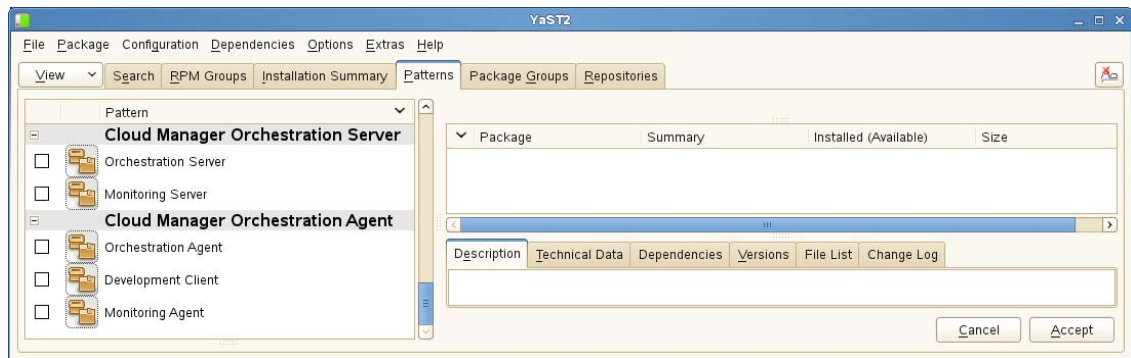 YaST2
File Package Configuration Dependencies Options Extras Help
View Search RPM Groups Installation Summary Patterns Package Groups Repositories
Pattern
Cloud Manager Orchestration Server
Orchestration Server
Monitoring Server
Cloud Manager Orchestration Agent
Orchestration Agent
Development Client
Monitoring Agent
Package Summary Installed (Available) Size
Description Technical Data Dependencies Versions File List Change Log
Cancel Accept